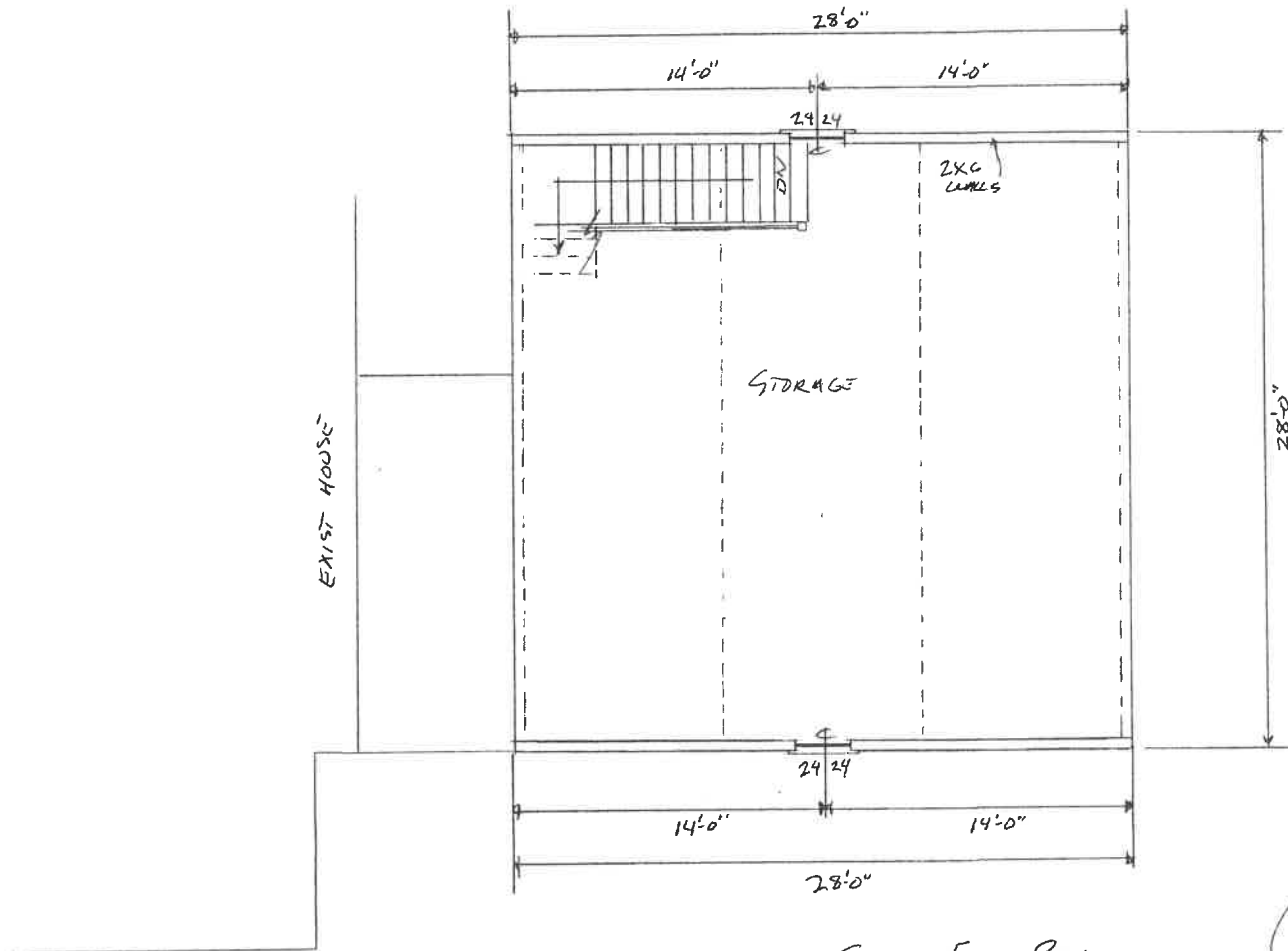 28'0"
14'-0" 14'-0"
24 24
2X6
WALLS
DN
STORAGE
EXIST HOUSE
28'-0"
24 24
14'-0" 14'-0"
28'-0"